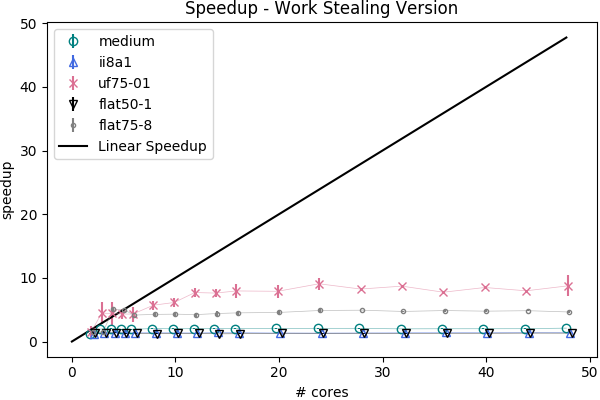 Speedup - Work Stealing Version
50
40
30
20
10
0
speedup
medium
ii8a1
uf75-01
flat50-1
flat75-8
Linear Speedup
0 10 20 30 40 50
# cores